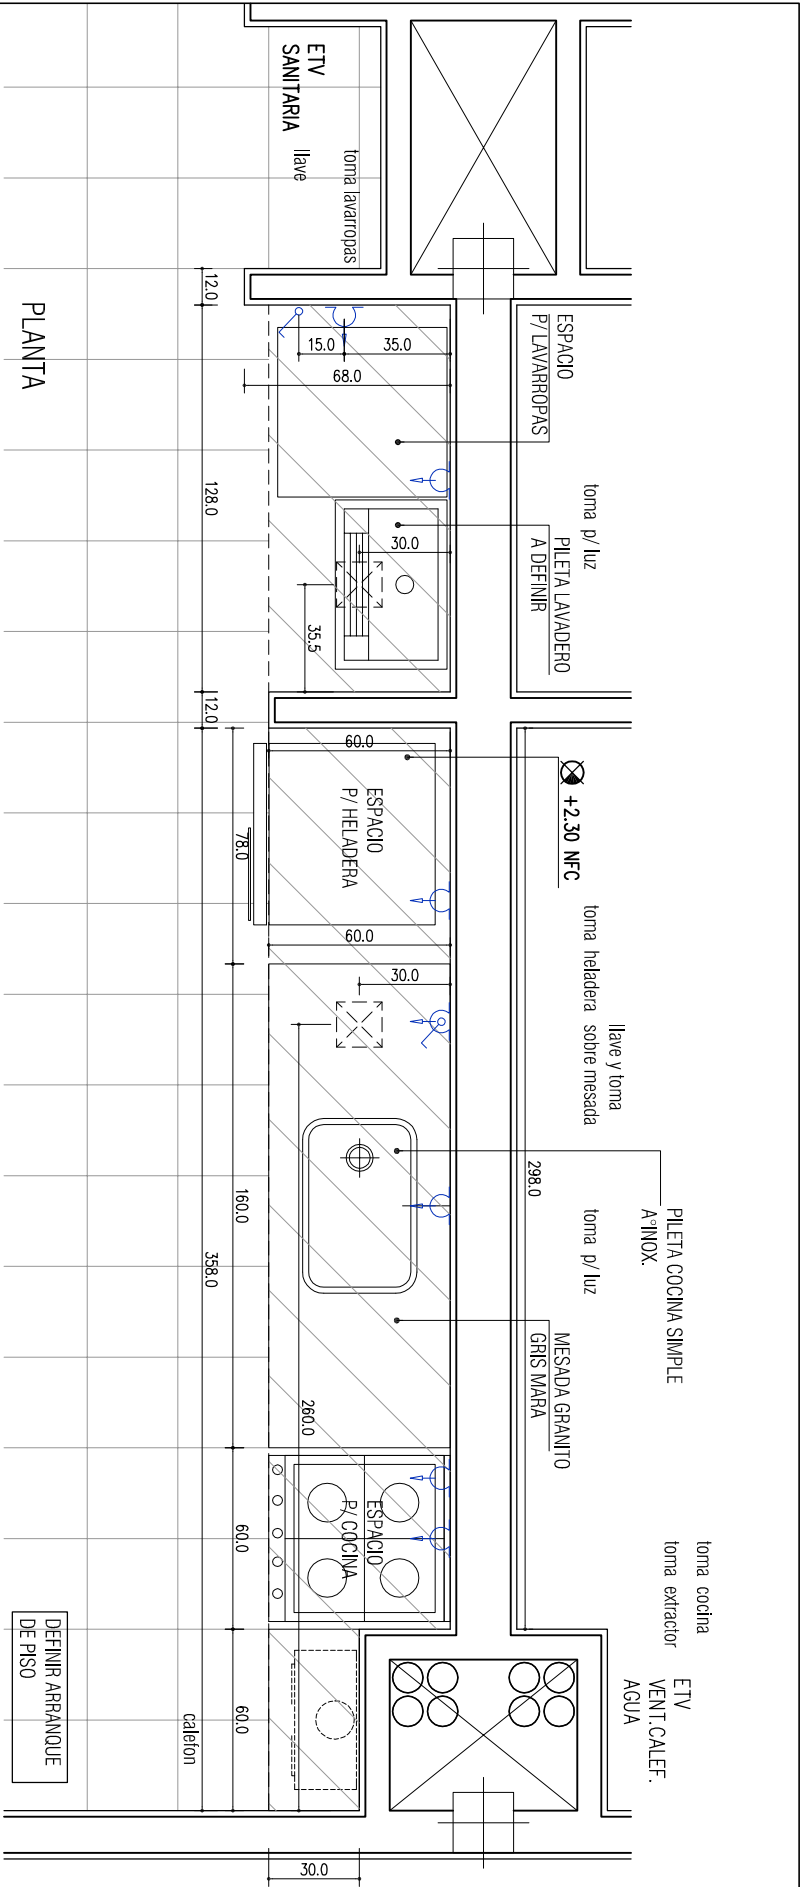 ETV
SANITARIA
llave
toma lavarropas
12.0
PLANTA
15.0
35.0
68.0
ESPACIO
P/ LAVARROPAS
128.0
toma p/ luz
PILETA LAVADERO
A DEFINIR
30.0
35.5
12.0
60.0
ESPACIO
P/ HELADERA
78.0
+2.30 NFC
60.0
toma heladera
llave y toma
sobre mesada
30.0
298.0
PILETA COCINA SIMPLE
AºINOX.
160.0
358.0
toma p/ luz
MESADA GRANITO
GRIS MARA
260.0
ESPACIO
P/ COCINA
60.0
toma cocina
toma extractor
ETV
VENT.CALEF.
AGUA
60.0
calefon
DEFINIR ARRANQUE
DE PISO
30.0